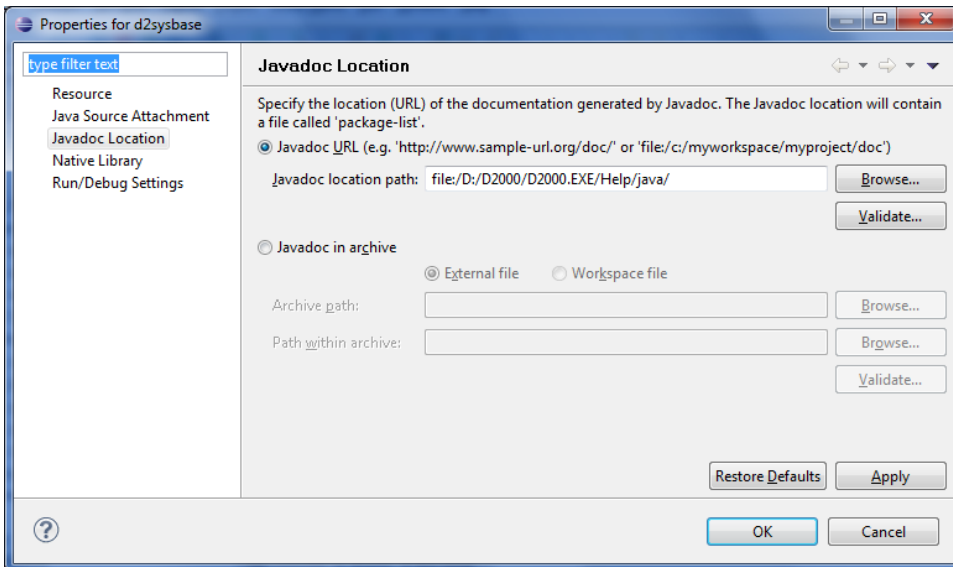 Properties for d2sysbase
type filter text
Resource
Java Source Attachment
Javadoc Location
Native Library
Run/Debug Settings
Javadoc Location
Specify the location (URL) of the documentation generated by Javadoc. The Javadoc location will contain
a file called 'package-list'.
Javadoc URL (e.g. 'http://www.sample-url.org/doc/' or 'file:/c:/myworkspace/myproject/doc')
Javadoc location path: file:/D:/D2000/D2000.EXE/Help/java/ Browse...
Validate...
Javadoc in archive
External file Workspace file
Archive path: Browse...
Path within archive: Browse...
Validate...
Restore Defaults Apply
? OK Cancel